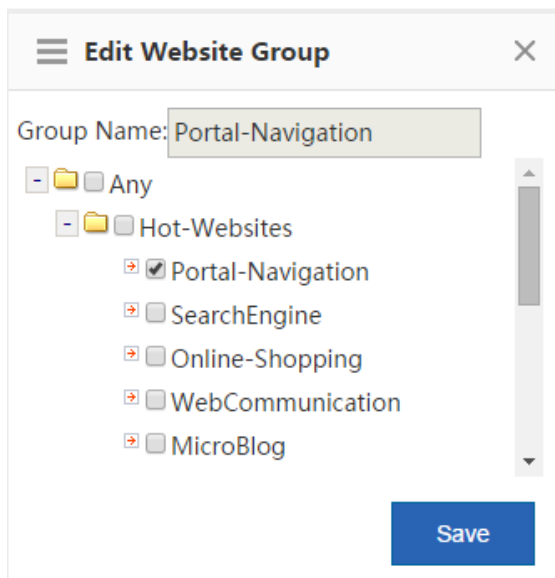 Edit Website Group
Group Name: Portal-Navigation
Any
Hot-Websites
Portal-Navigation
SearchEngine
Online-Shopping
WebCommunication
MicroBlog
Save